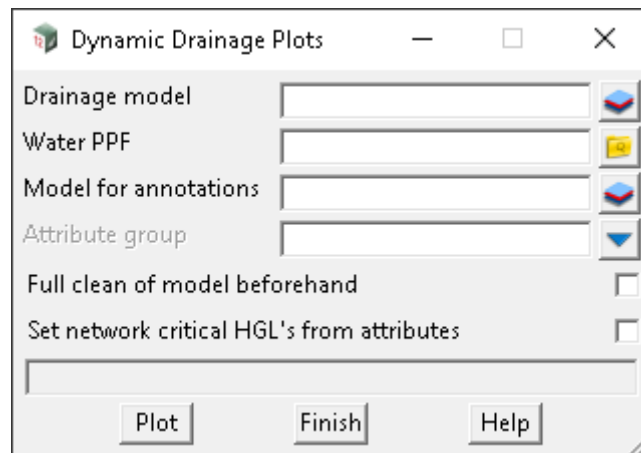 Dynamic Drainage Plots
Drainage model
Water PPF
Model for annotations
Attribute group
Full clean of model beforehand
Set network critical HGL's from attributes
Plot Finish Help